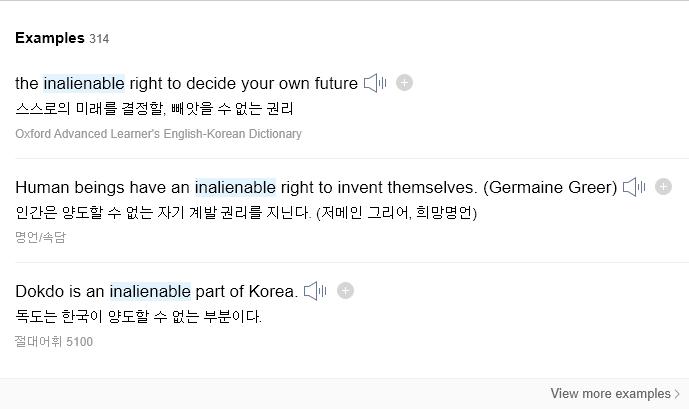 Examples 314
the inalienable right to decide your own future
스스로의 미래를 결정할, 빼앗을 수 없는 권리
Oxford Advanced Learner's English-Korean Dictionary
Human beings have an inalienable right to invent themselves. (Germaine Greer)
인간은 양도할 수 없는 자기 계발 권리를 지닌다. (저메인 그리어, 희망명언)
명언/속담
Dokdo is an inalienable part of Korea.
독도는 한국이 양도할 수 없는 부분이다.
절대어휘 5100
View more examples